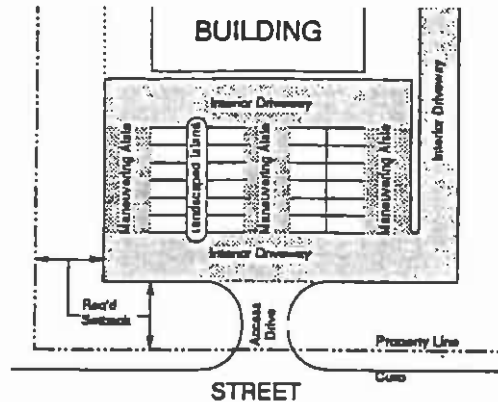 BUILDING
Interior Driveway
Interior Driveway
Maneuvering Aisle
Landscaped Island
Maneuvering Aisle
Maneuvering Aisle
Interior Driveway
Req'd
Setback
Access
Drive
Property Line
Curb
STREET